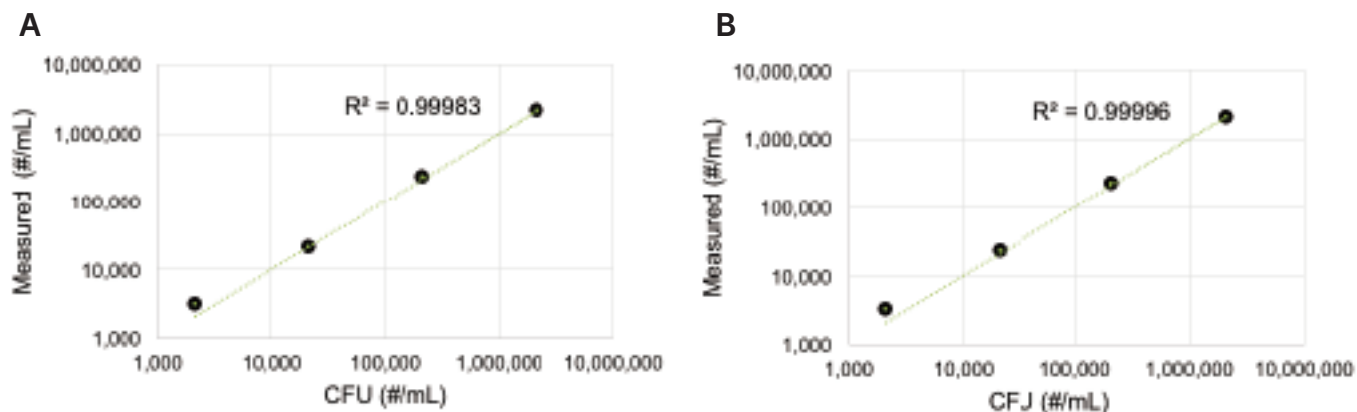 A
10,000,000
1,000,000
100,000
10,000
1,000
Measured (#/mL)
R² = 0.99983
1,000 10,000 100,000 1,000,000 10,000,000
CFU (#/mL)
B
10,000,000
1,000,000
100,000
10,000
1,000
Measured (#/mL)
R² = 0.99996
1,000 10,000 100,000 1,000,000 10,000,000
CFJ (#/mL)